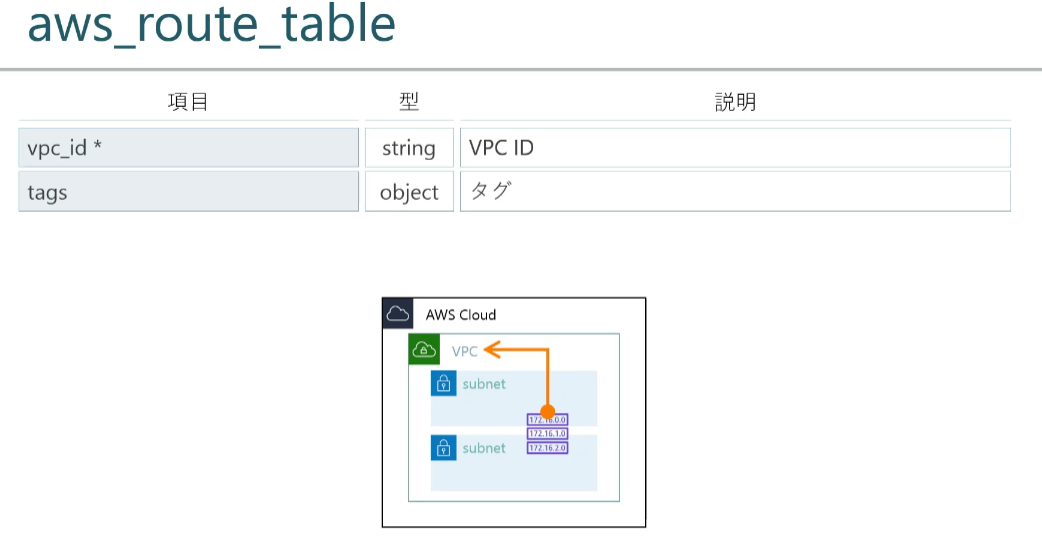 aws_route_table
項目 型 説明
vpc_id * string VPC ID
tags object タグ
AWS Cloud
VPC
subnet
172.16.0.0
172.16.1.0
subnet
172.16.2.0